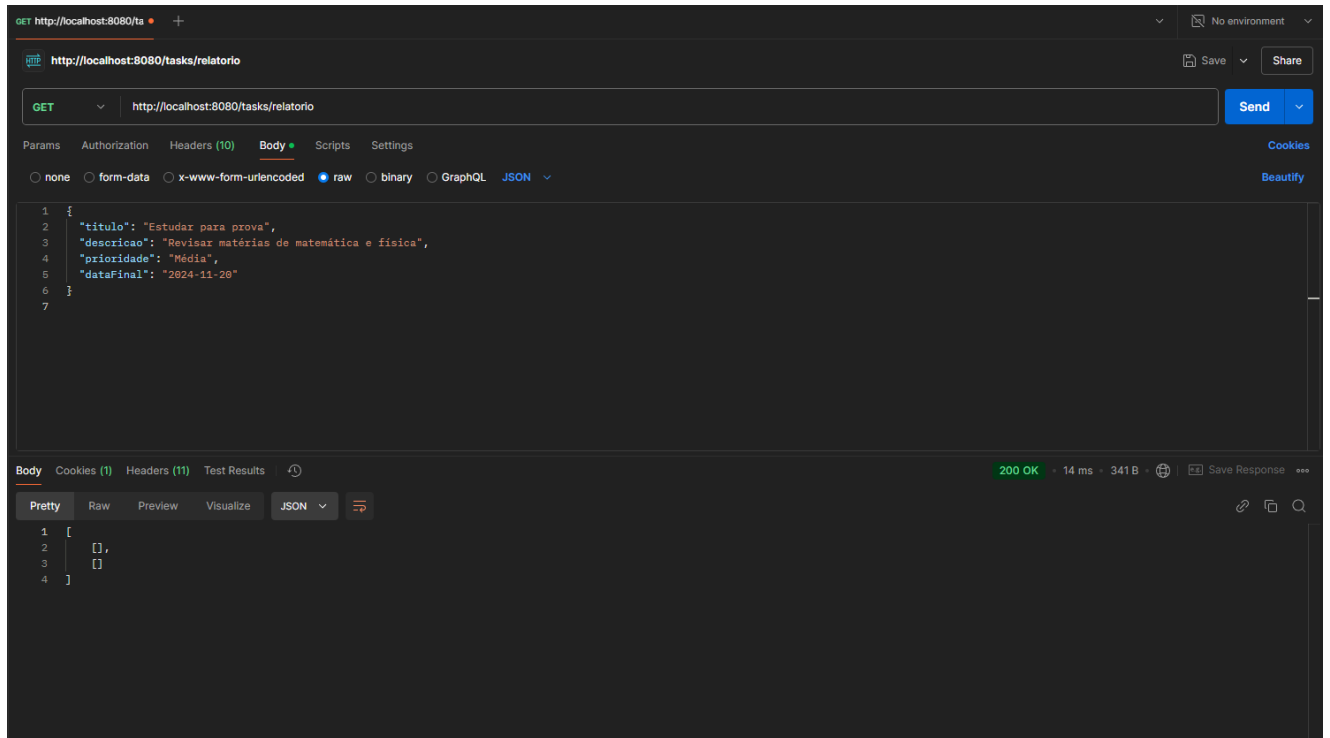 GET http://localhost:8080/ta
No environment
HTTP http://localhost:8080/tasks/relatorio
Save Share
GET http://localhost:8080/tasks/relatorio Send
Params Authorization Headers (10) Body Scripts Settings Cookies
none form-data x-www-form-urlencoded raw binary GraphQL JSON Beautify
1 {
2 "titulo": "Estudar para prova",
3 "descricao": "Revisar matérias de matemática e física",
4 "prioridade": "Média",
5 "dataFinal": "2024-11-20"
6 }
7
Body Cookies (1) Headers (11) Test Results 200 OK 14 ms 341 B Save Response
Pretty Raw Preview Visualize JSON
1 [
2 [],
3 []
4 ]